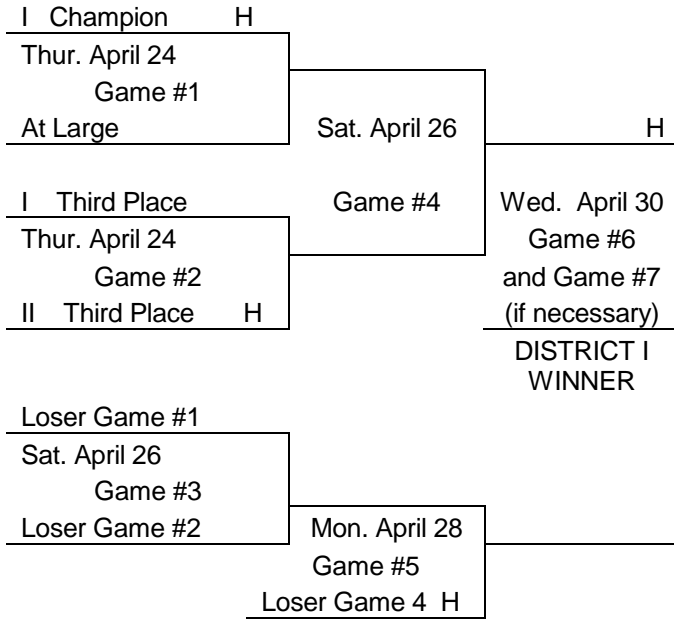 I Champion H
Thur. April 24
Game #1
At Large
Sat. April 26
H
I Third Place
Game #4
Wed. April 30
Thur. April 24
Game #6
Game #2
and Game #7
II Third Place H
(if necessary)
DISTRICT I
WINNER
Loser Game #1
Sat. April 26
Game #3
Loser Game #2
Mon. April 28
Game #5
Loser Game 4 H